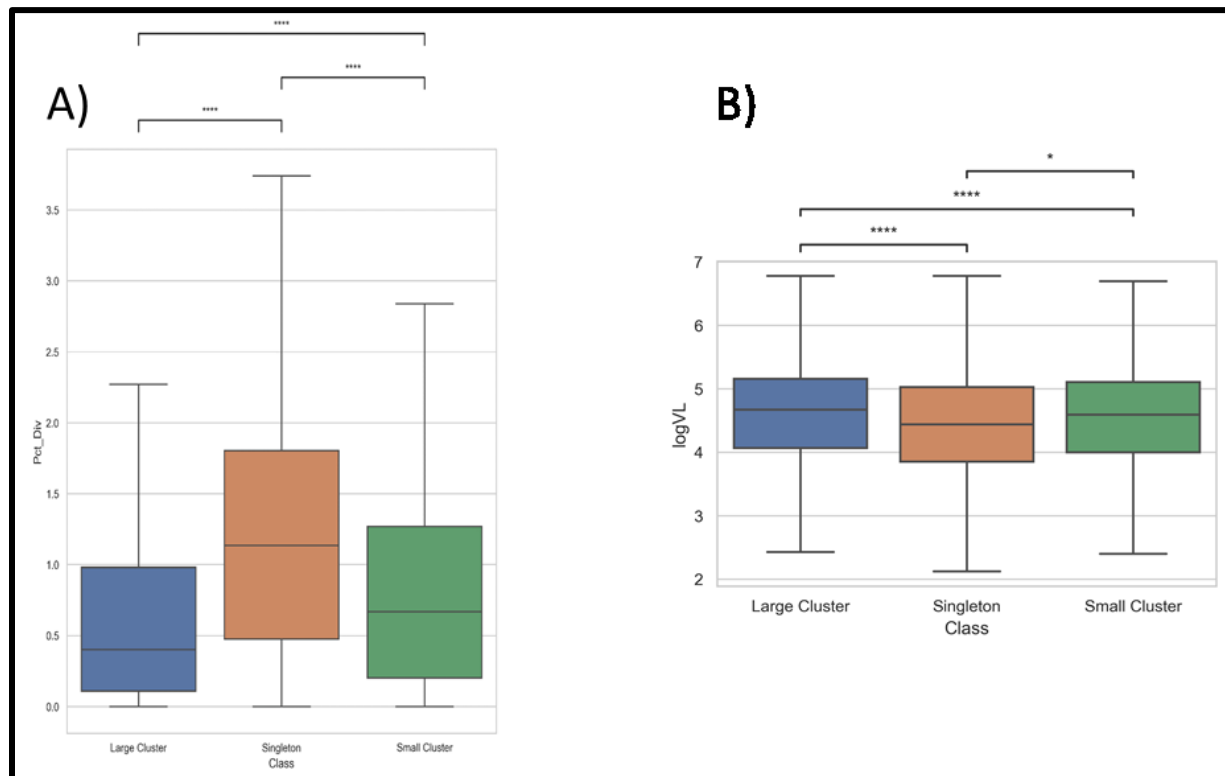 A)
****
****
****
Pct_Div
3.5
3.0
2.5
2.0
1.5
1.0
0.5
0.0
Large Cluster
Singleton
Small Cluster
Class
B)
*
****
****
logVL
7
6
5
4
3
2
Large Cluster
Singleton
Small Cluster
Class